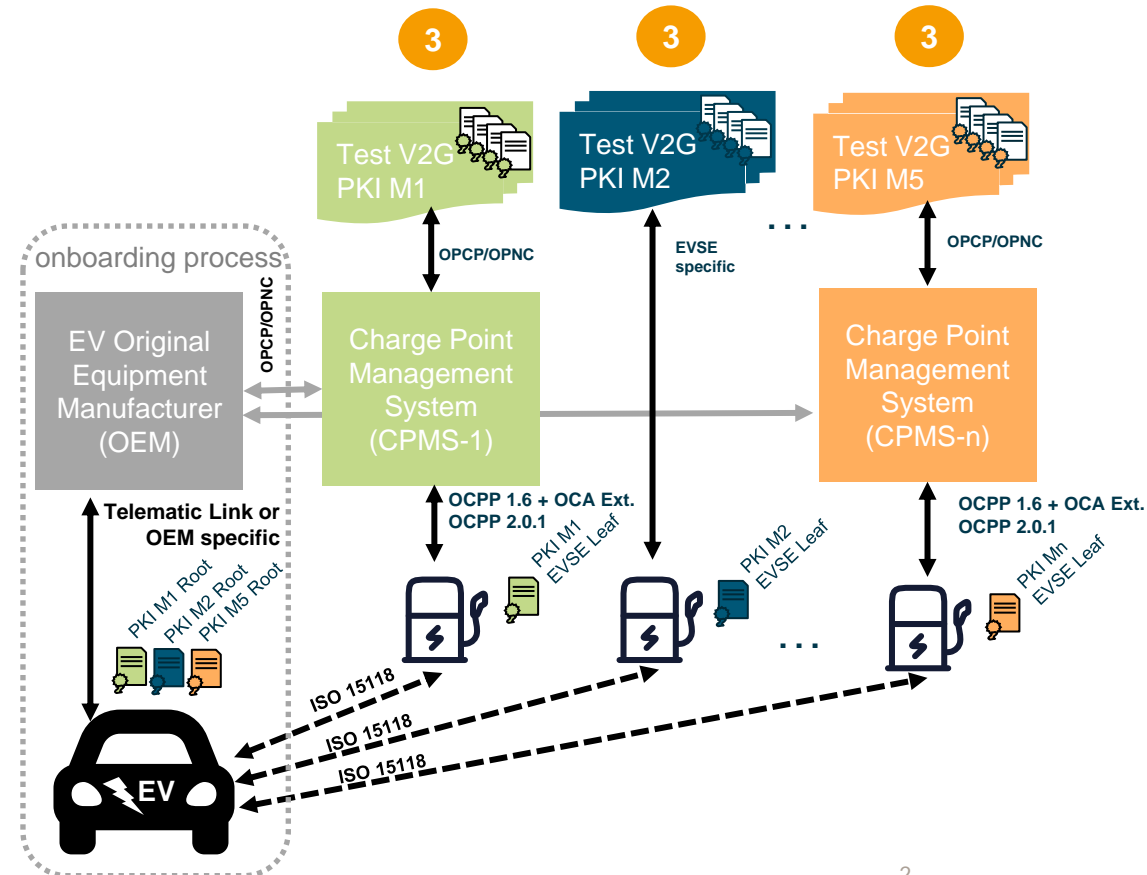 3
3
3
Test V2G
PKI M1
Test V2G
PKI M2
Test V2G
PKI M5
. . .
OPCP/OPNC
EVSE
specific
OPCP/OPNC
onboarding process
OPCP/OPNC
EV Original
Equipment
Manufacturer
(OEM)
Charge Point
Management
System
(CPMS-1)
Charge Point
Management
System
(CPMS-n)
Telematic Link or
OEM specific
OCPP 1.6 + OCA Ext.
OCPP 2.0.1
OCPP 1.6 + OCA Ext.
OCPP 2.0.1
PKI M1 Root
PKI M2 Root
PKI M5 Root
PKI M1
EVSE Leaf
PKI M2
EVSE Leaf
. . .
PKI Mn
EVSE Leaf
ISO 15118
ISO 15118
ISO 15118
EV
2